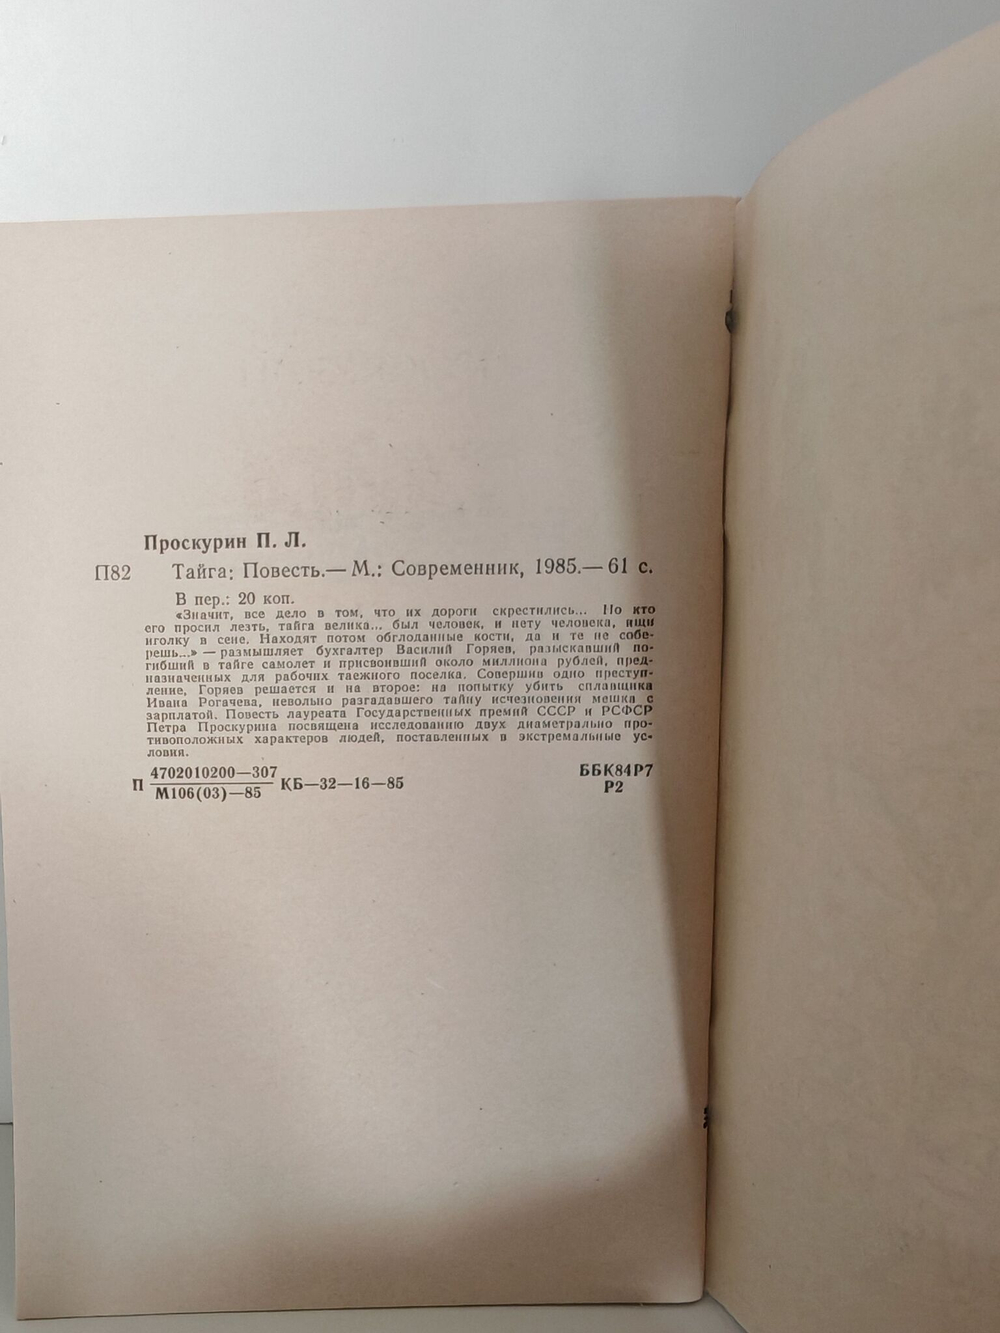 Проскурин П. Л.
П82 Тайга: Повесть.— М.: Современник, 1985.— 61 с.
В пер.: 20 коп.
«Значит, все дело в том, что их дороги скрестились... Но кто
его просил лезть, тайга велика... был человек, и нету человека, ищи
иголку в сене. Находят потом обглоданные кости, да и те не собе-
решь...» — размышляет бухгалтер Василий Горяев, разыскавший по-
гибший в тайге самолет и присвоивший около миллиона рублей, пред-
назначенных для рабочих таежного поселка. Совершив одно преступ-
ление, Горяев решается и на второе: на попытку убить сплавщика
Ивана Рогачева, невольно разгадавшего тайну исчезновения мешка с
зарплатой. Повесть лауреата Государственных премий СССР и РСФСР
Петра Проскурина посвящена исследованию двух диаметрально про-
тивоположных характеров людей, поставленных в экстремальные ус-
ловия.
П 4702010200—307 КБ—32—16—85 ББК84Р7
М106(03)—85 Р2